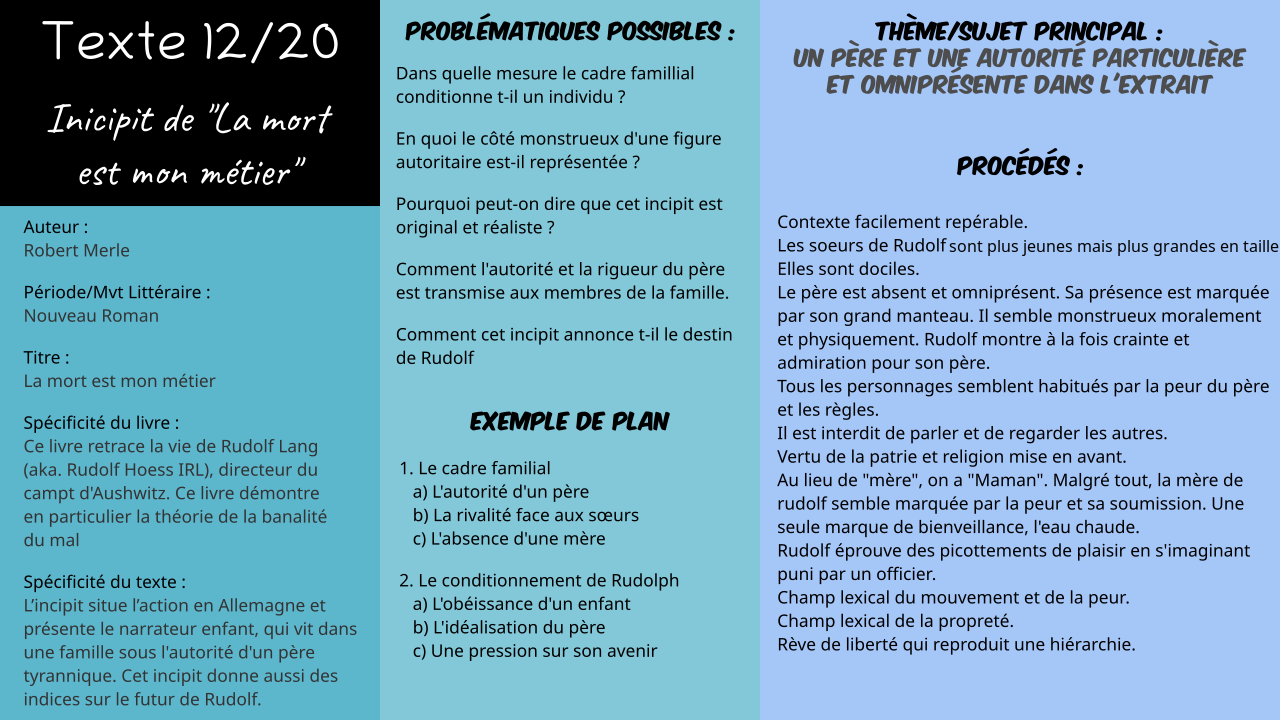 Texte 12/20
Inicipit de "La mort
est mon métier"
Auteur :
Robert Merle
Période/Mvt Littéraire :
Nouveau Roman
Titre :
La mort est mon métier
Spécificité du livre :
Ce livre retrace la vie de Rudolf Lang
(aka. Rudolf Hoess IRL), directeur du
campt d'Aushwitz. Ce livre démontre
en particulier la théorie de la banalité
du mal
Spécificité du texte :
L’incipit situe l’action en Allemagne et
présente le narrateur enfant, qui vit dans
une famille sous l'autorité d'un père
tyrannique. Cet incipit donne aussi des
indices sur le futur de Rudolf.
PROBLÉMATIQUES POSSIBLES :
Dans quelle mesure le cadre famillial
conditionne t-il un individu ?
En quoi le côté monstrueux d'une figure
autoritaire est-il représentée ?
Pourquoi peut-on dire que cet incipit est
original et réaliste ?
Comment l'autorité et la rigueur du père
est transmise aux membres de la famille.
Comment cet incipit annonce t-il le destin
de Rudolf
EXEMPLE DE PLAN
1. Le cadre familial
a) L'autorité d'un père
b) La rivalité face aux sœurs
c) L'absence d'une mère
2. Le conditionnement de Rudolph
a) L'obéissance d'un enfant
b) L'idéalisation du père
c) Une pression sur son avenir
THÈME/SUJET PRINCIPAL :
UN PÈRE ET UNE AUTORITÉ PARTICULIÈRE
ET OMNIPRÉSENTE DANS L'EXTRAIT
PROCÉDÉS :
Contexte facilement repérable.
Les soeurs de Rudolf sont plus jeunes mais plus grandes en taille
Elles sont dociles.
Le père est absent et omniprésent. Sa présence est marquée
par son grand manteau. Il semble monstrueux moralement
et physiquement. Rudolf montre à la fois crainte et
admiration pour son père.
Tous les personnages semblent habitués par la peur du père
et les règles.
Il est interdit de parler et de regarder les autres.
Vertu de la patrie et religion mise en avant.
Au lieu de "mère", on a "Maman". Malgré tout, la mère de
rudolf semble marquée par la peur et sa soumission. Une
seule marque de bienveillance, l'eau chaude.
Rudolf éprouve des picottements de plaisir en s'imaginant
puni par un officier.
Champ lexical du mouvement et de la peur.
Champ lexical de la propreté.
Rêve de liberté qui reproduit une hiérarchie.